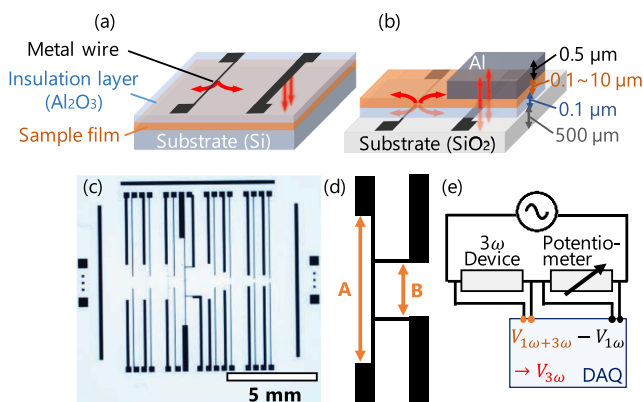 (a)
Metal wire
Insulation layer
(Al₂O₃)
Sample film
Substrate (Si)
(b)
Al
0.5 μm
0.1~10 μm
0.1 μm
500 μm
Substrate (SiO₂)
(c)
5 mm
(d)
A
B
(e)
3ω
Device
Potentio-
meter
V₁ω₊₃ω − V₁ω
→ V₃ω
DAQ